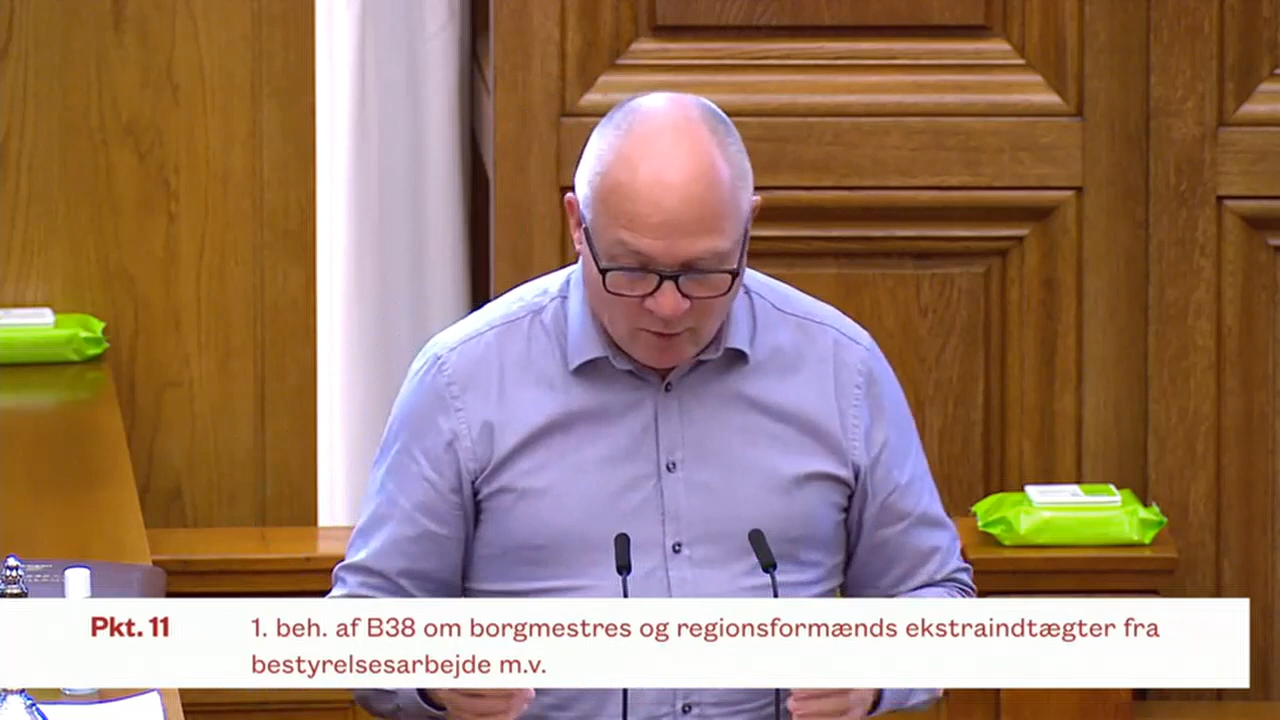 Pkt. 11
1. beh. af B38 om borgmestres og regionsformænds ekstraindtægter fra
bestyrelsesarbejde m.v.